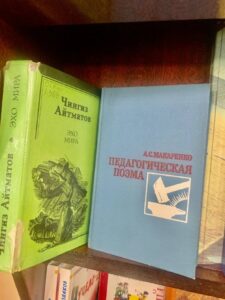 Чингиз Айтматов • ЭХО МИРА
Чингиз
Айтматов
ЭХО
МИРА
А.С.МАКАРЕНКО
ПЕДАГОГИЧЕСКАЯ
ПОЭМА